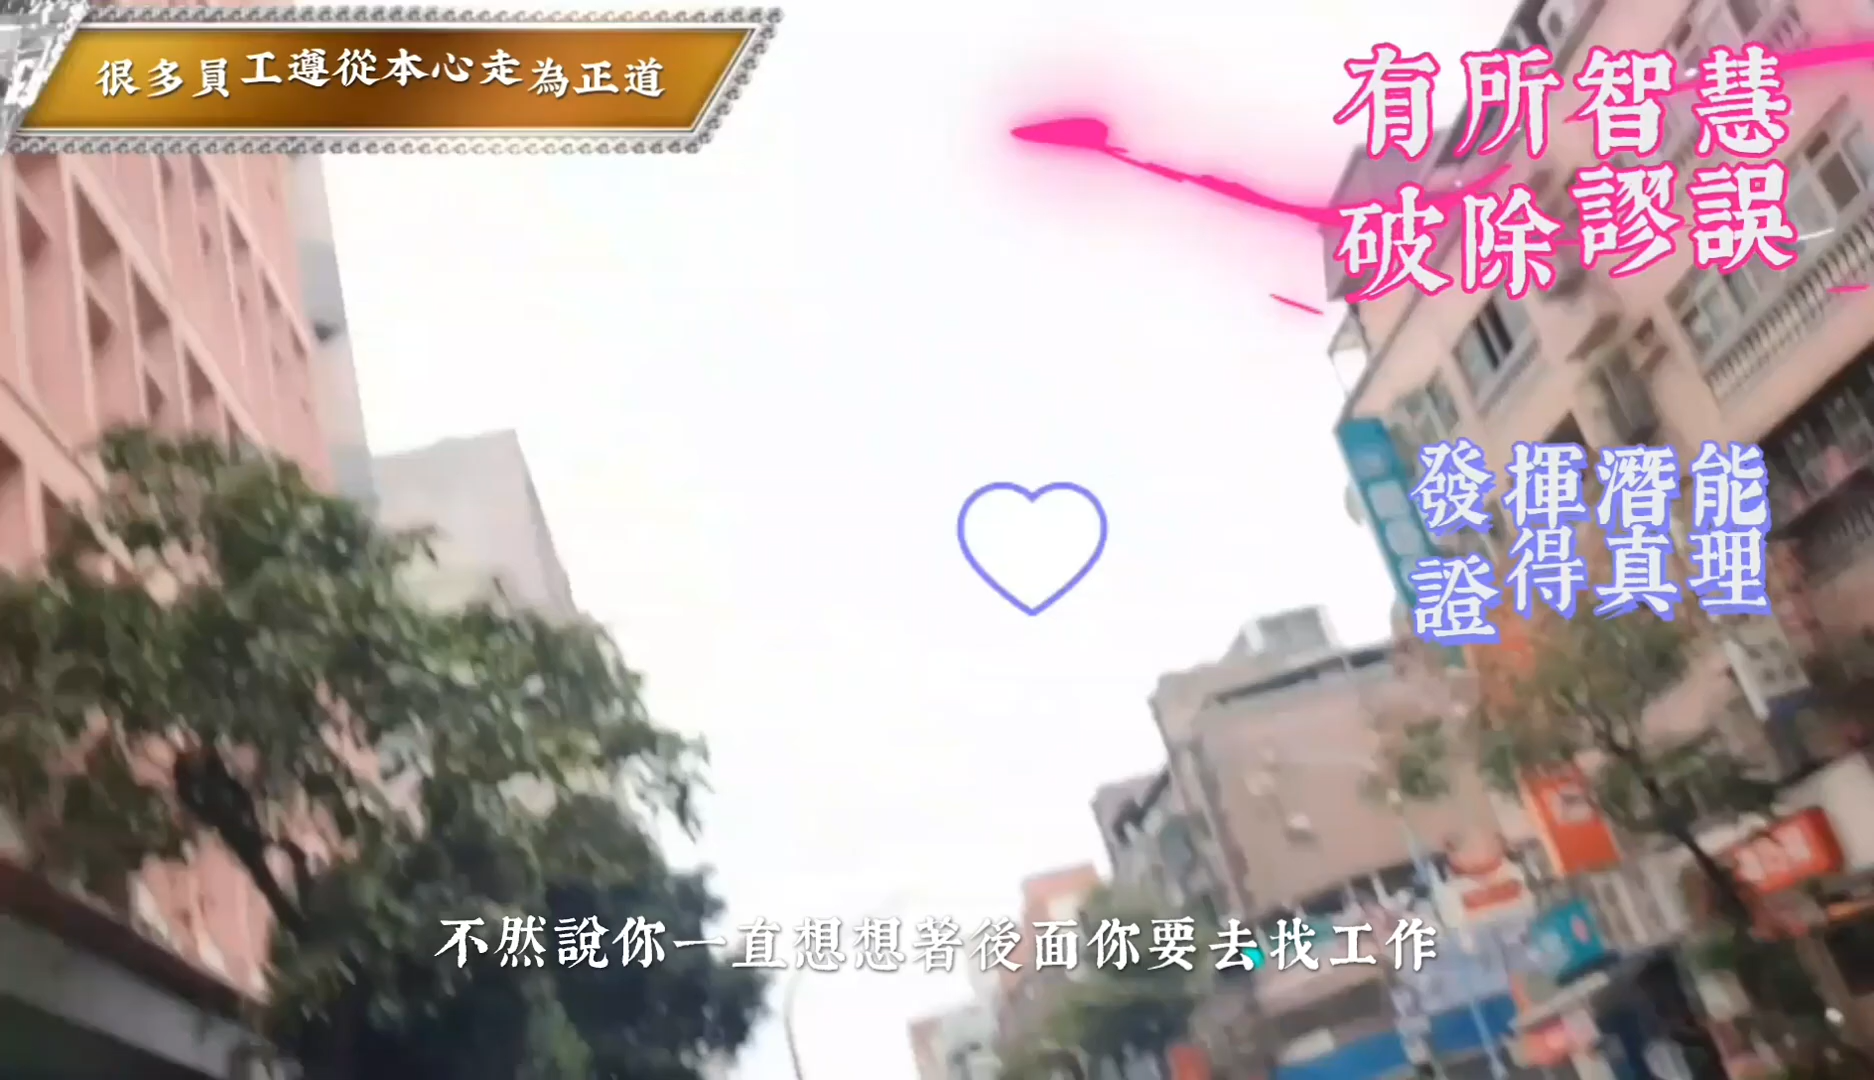 很多員工遵從本心走為正道
有所智慧
破除謬誤
發揮潛能
證得真理
不然說你一直想想著後面你要去找工作